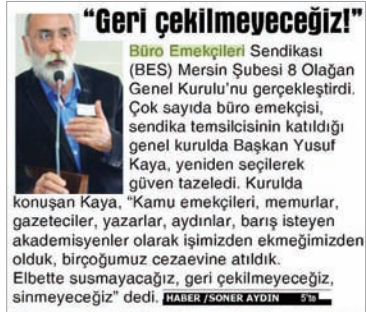 “Geri çekilmeyeceğiz!”
Büro Emekçileri Sendikası
(BES) Mersin Şubesi 8 Olağan
Genel Kurulu’nu gerçekleştirdi.
Çok sayıda büro emekçisi,
sendika temsilcisinin katıldığı
genel kurulda Başkan Yusuf
Kaya, yeniden seçilerek
güven tazeledi. Kurulda
konuşan Kaya, “Kamu emekçileri, memurlar,
gazeteciler, yazarlar, aydınlar, barış isteyen
akademisyenler olarak işimizden ekmeğimizden
olduk, birçoğumuz cezaevine atıldık.
Elbette susmayacağız, geri çekilmeyeceğiz,
sinmeyeceğiz” dedi. HABER /SONER AYDIN 5’te